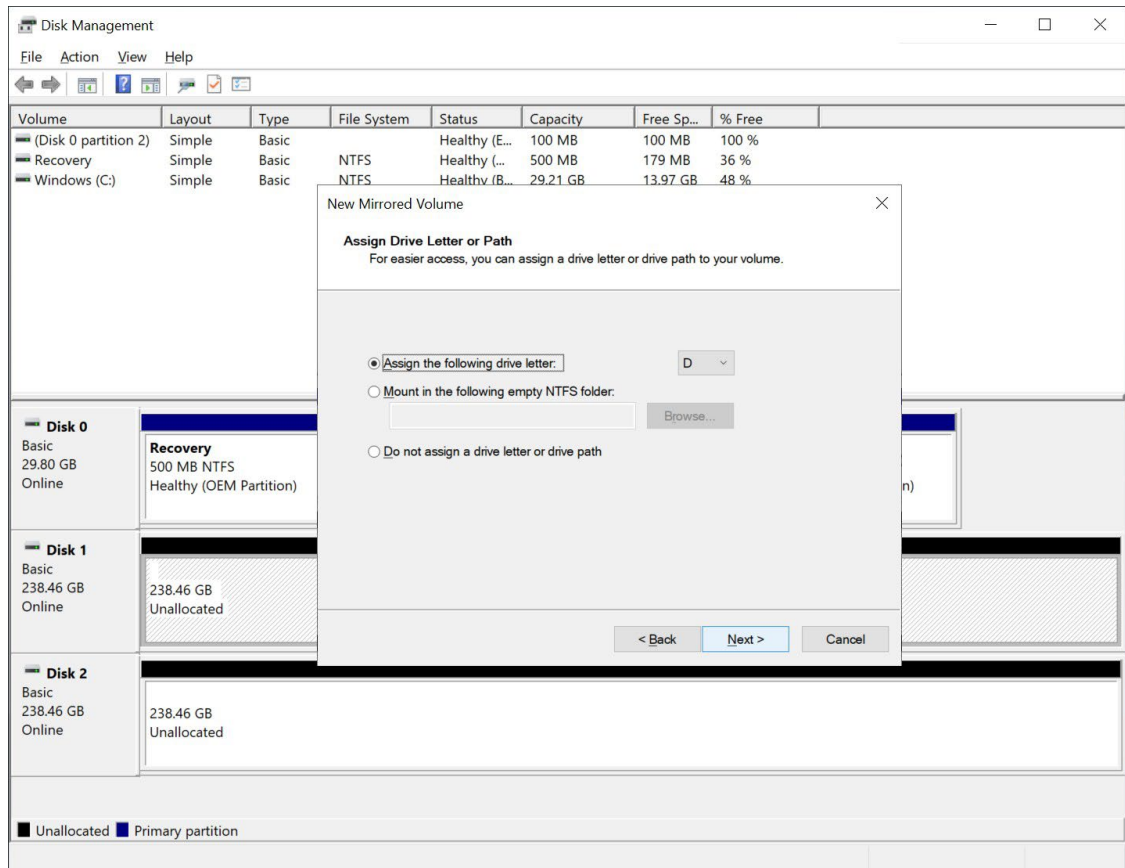 Disk Management
File Action View Help
Volume Layout Type File System Status Capacity Free Sp... % Free
(Disk 0 partition 2) Simple Basic Healthy (E... 100 MB 100 MB 100 %
Recovery Simple Basic NTFS Healthy (... 500 MB 179 MB 36 %
Windows (C:) Simple Basic NTFS Healthy (B... 29.21 GB 13.97 GB 48 %
New Mirrored Volume
Assign Drive Letter or Path
For easier access, you can assign a drive letter or drive path to your volume.
Assign the following drive letter: D
Mount in the following empty NTFS folder:
Browse...
Do not assign a drive letter or drive path
< Back Next > Cancel
Disk 0
Basic
29.80 GB
Online
Recovery
500 MB NTFS
Healthy (OEM Partition)
n)
Disk 1
Basic
238.46 GB
Online
238.46 GB
Unallocated
Disk 2
Basic
238.46 GB
Online
238.46 GB
Unallocated
Unallocated Primary partition